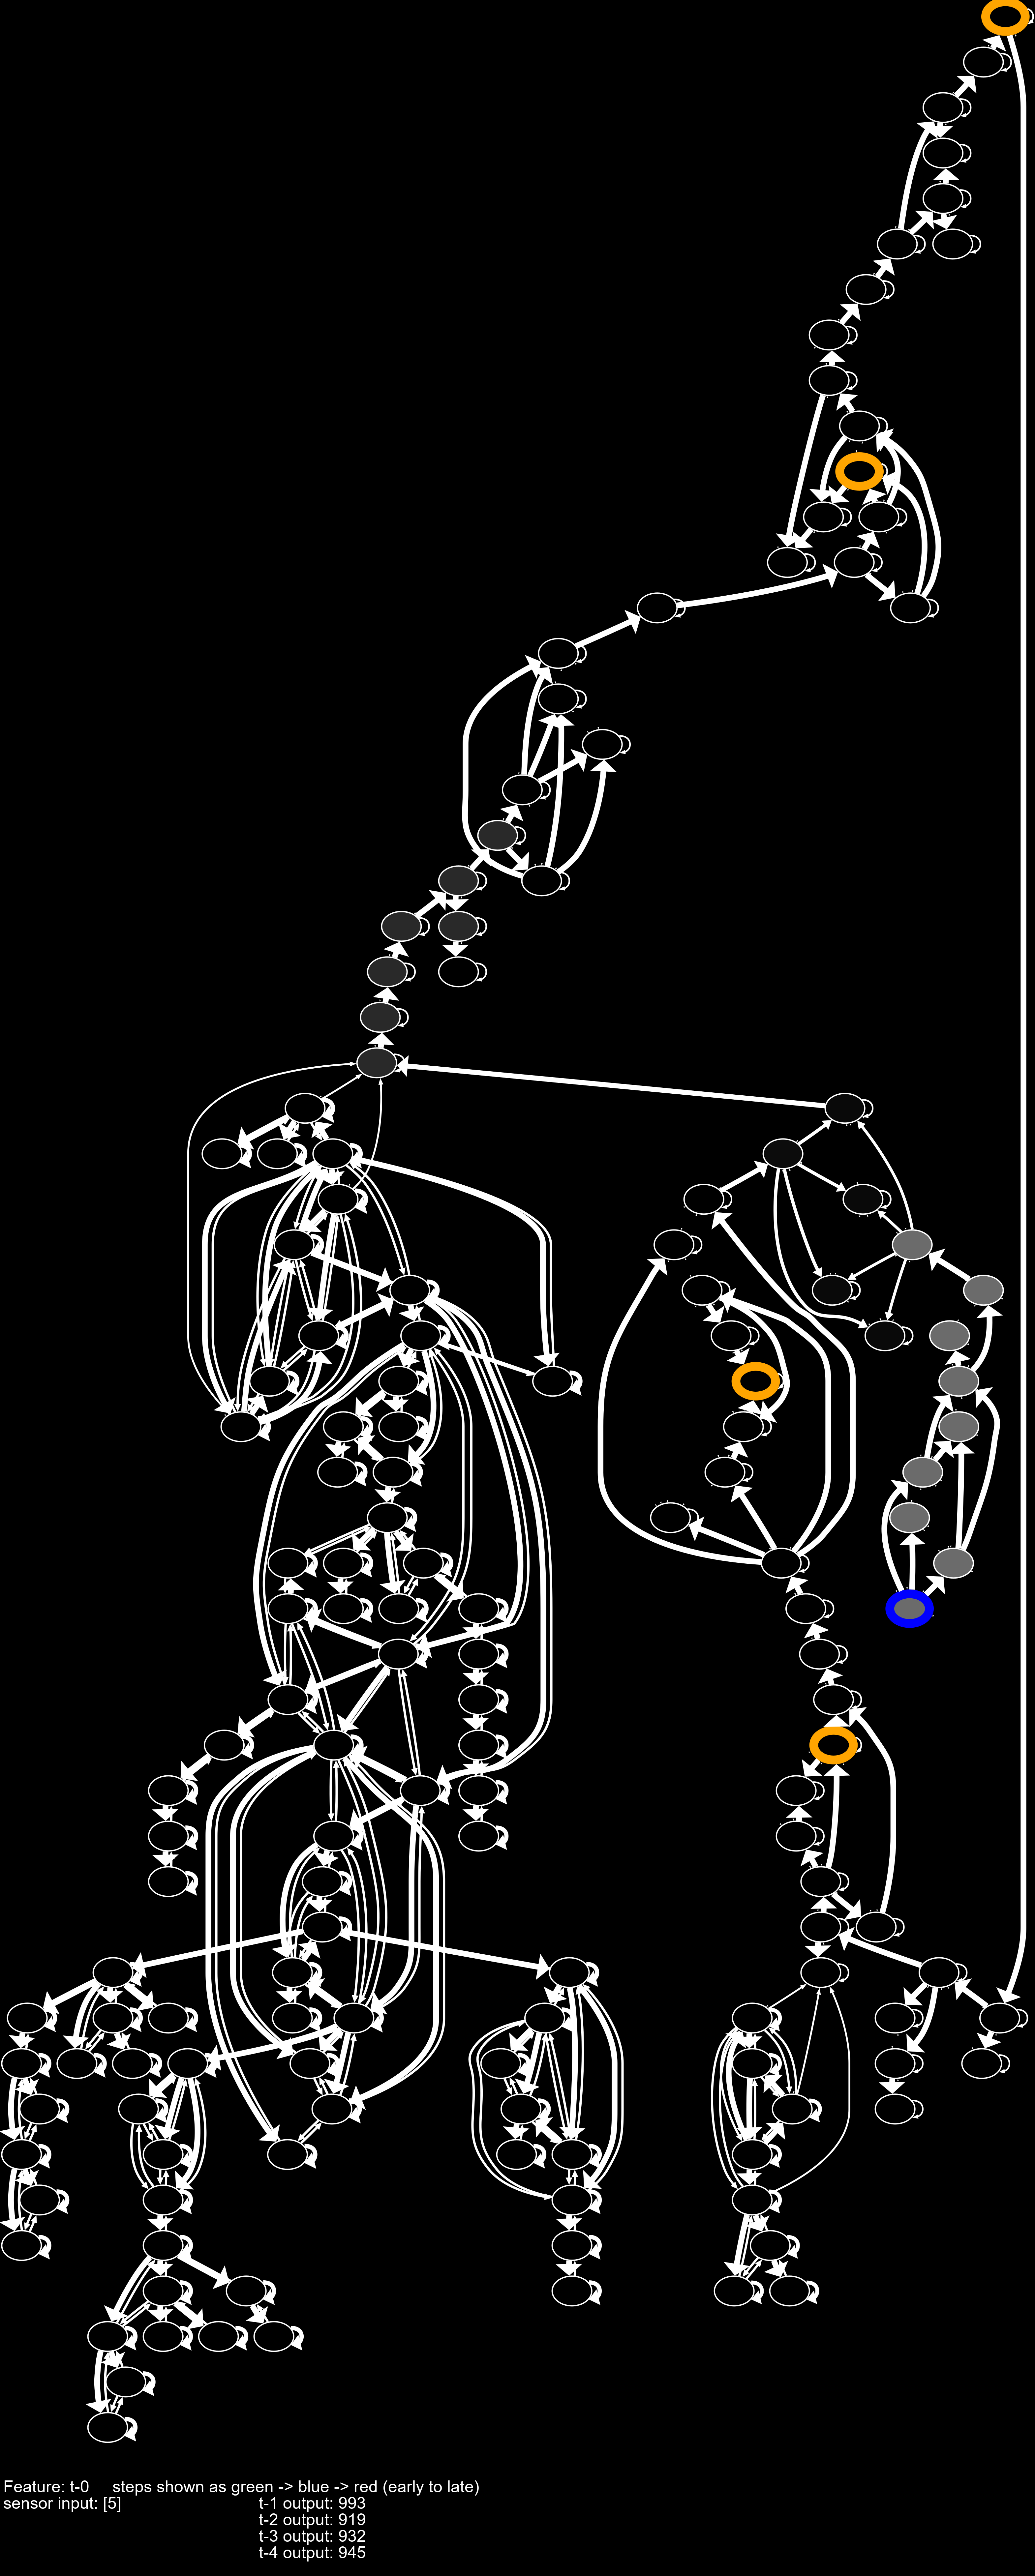 Feature: t-0 steps shown as green -> blue -> red (early to late)
sensor input: [5] t-1 output: 993
t-2 output: 919
t-3 output: 932
t-4 output: 945